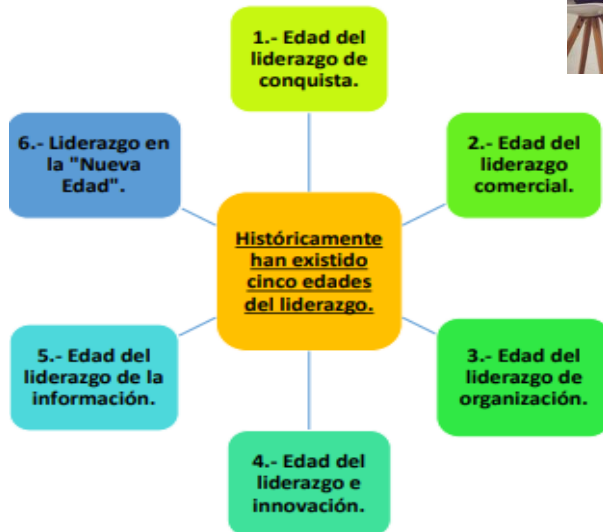 1.- Edad del
liderazgo de
conquista.
2.- Edad del
liderazgo
comercial.
3.- Edad del
liderazgo de
organización.
4.- Edad del
liderazgo e
innovación.
5.- Edad del
liderazgo de la
información.
6.- Liderazgo en
la "Nueva
Edad".
Históricamente
han existido
cinco edades
del liderazgo.